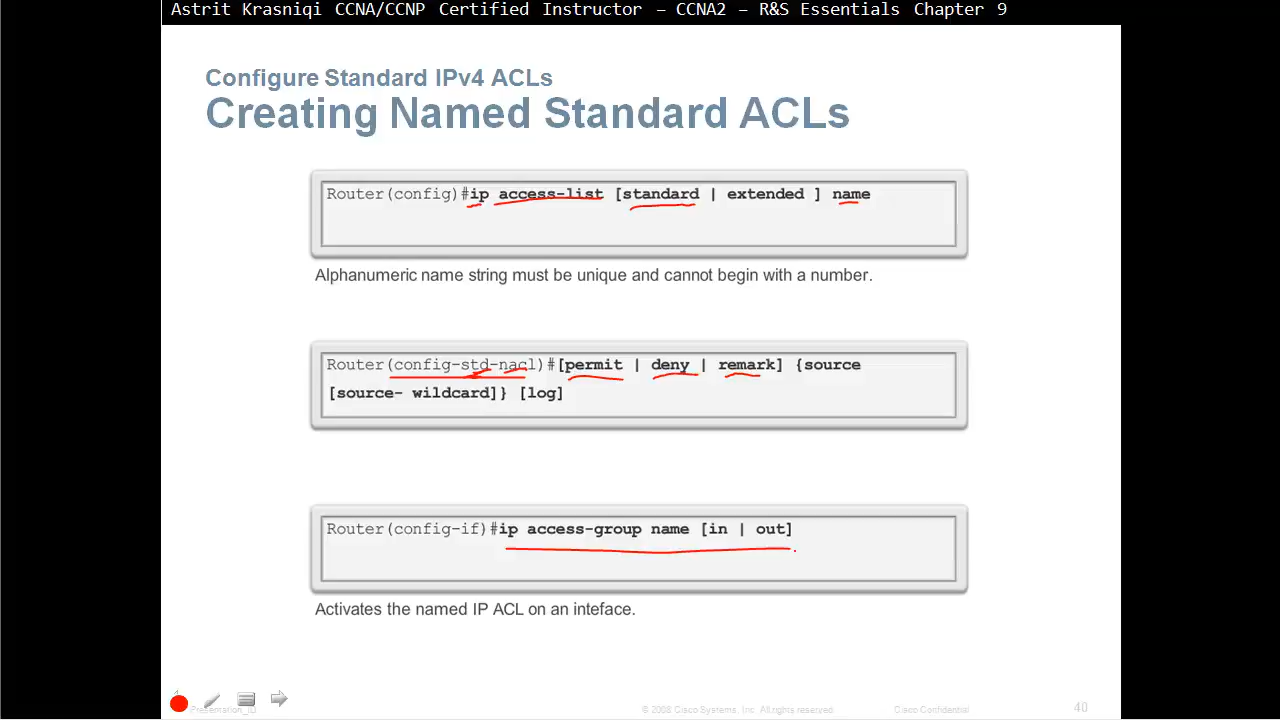 Astrit Krasniqi CCNA/CCNP Certified Instructor – CCNA2 – R&S Essentials Chapter 9
Configure Standard IPv4 ACLs
Creating Named Standard ACLs
Router(config)#ip access-list [standard | extended ] name
Alphanumeric name string must be unique and cannot begin with a number.
Router(config-std-nacl)#[permit | deny | remark] {source
[source- wildcard]} [log]
Router(config-if)#ip access-group name [in | out]
Activates the named IP ACL on an inteface.
Presentation_ID
© 2008 Cisco Systems, Inc. All rights reserved.
Cisco Confidential
40